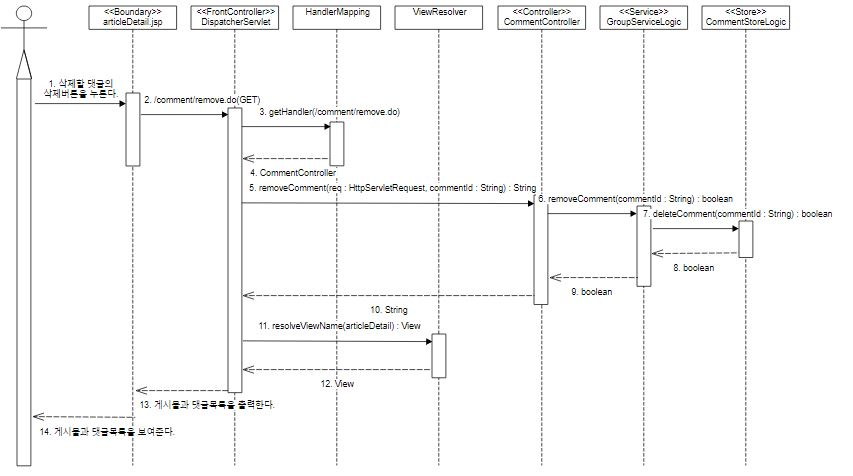 <<Boundary>>
articleDetail.jsp
<<FrontController>>
DispatcherServlet
HandlerMapping
ViewResolver
<<Controller>>
CommentController
<<Service>>
GroupServiceLogic
<<Store>>
CommentStoreLogic
1. 삭제할 댓글의
삭제버튼을 누른다.
2. /comment/remove.do(GET)
3. getHandler(/comment/remove.do)
4. CommentController
5. removeComment(req : HttpServletRequest, commentId : String) : String
6. removeComment(commentId : String) : boolean
7. deleteComment(commentId : String) : boolean
8. boolean
9. boolean
10. String
11. resolveViewName(articleDetail) : View
12. View
13. 게시물과 댓글목록을 출력한다.
14. 게시물과 댓글목록을 보여준다.